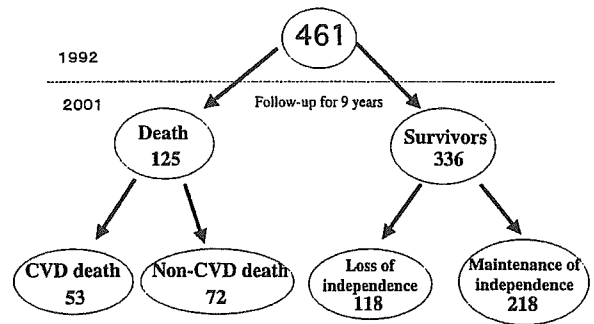 461
1992
2001
Follow-up for 9 years
Death
125
Survivors
336
CVD death
53
Non-CVD death
72
Loss of
independence
118
Maintenance of
independence
218